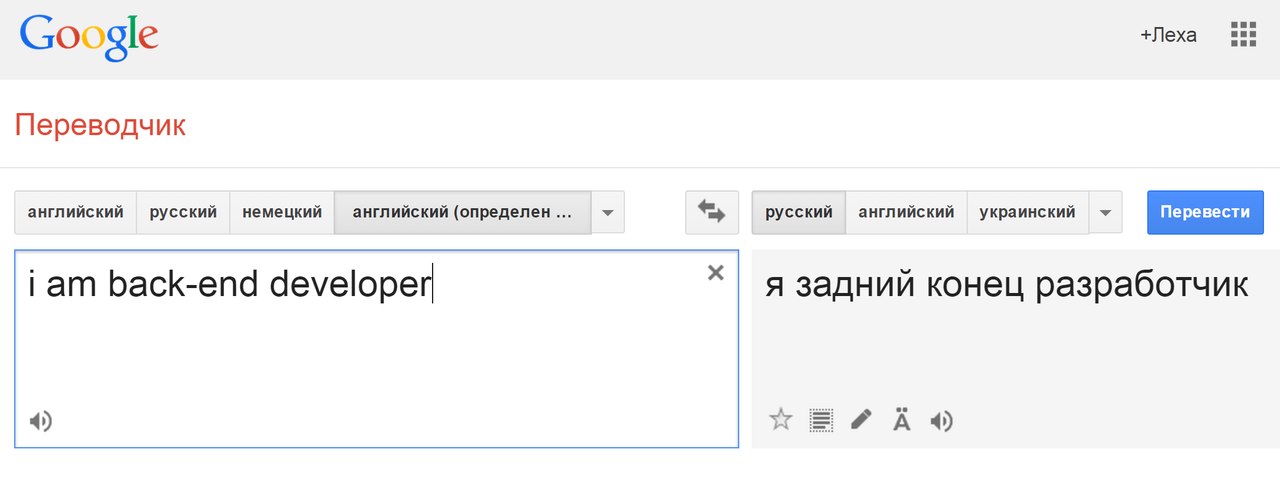 Google
+Леха
Переводчик
английский русский немецкий английский (определен ... русский английский украинский Перевести
i am back-end developer
я задний конец разработчик
Ä